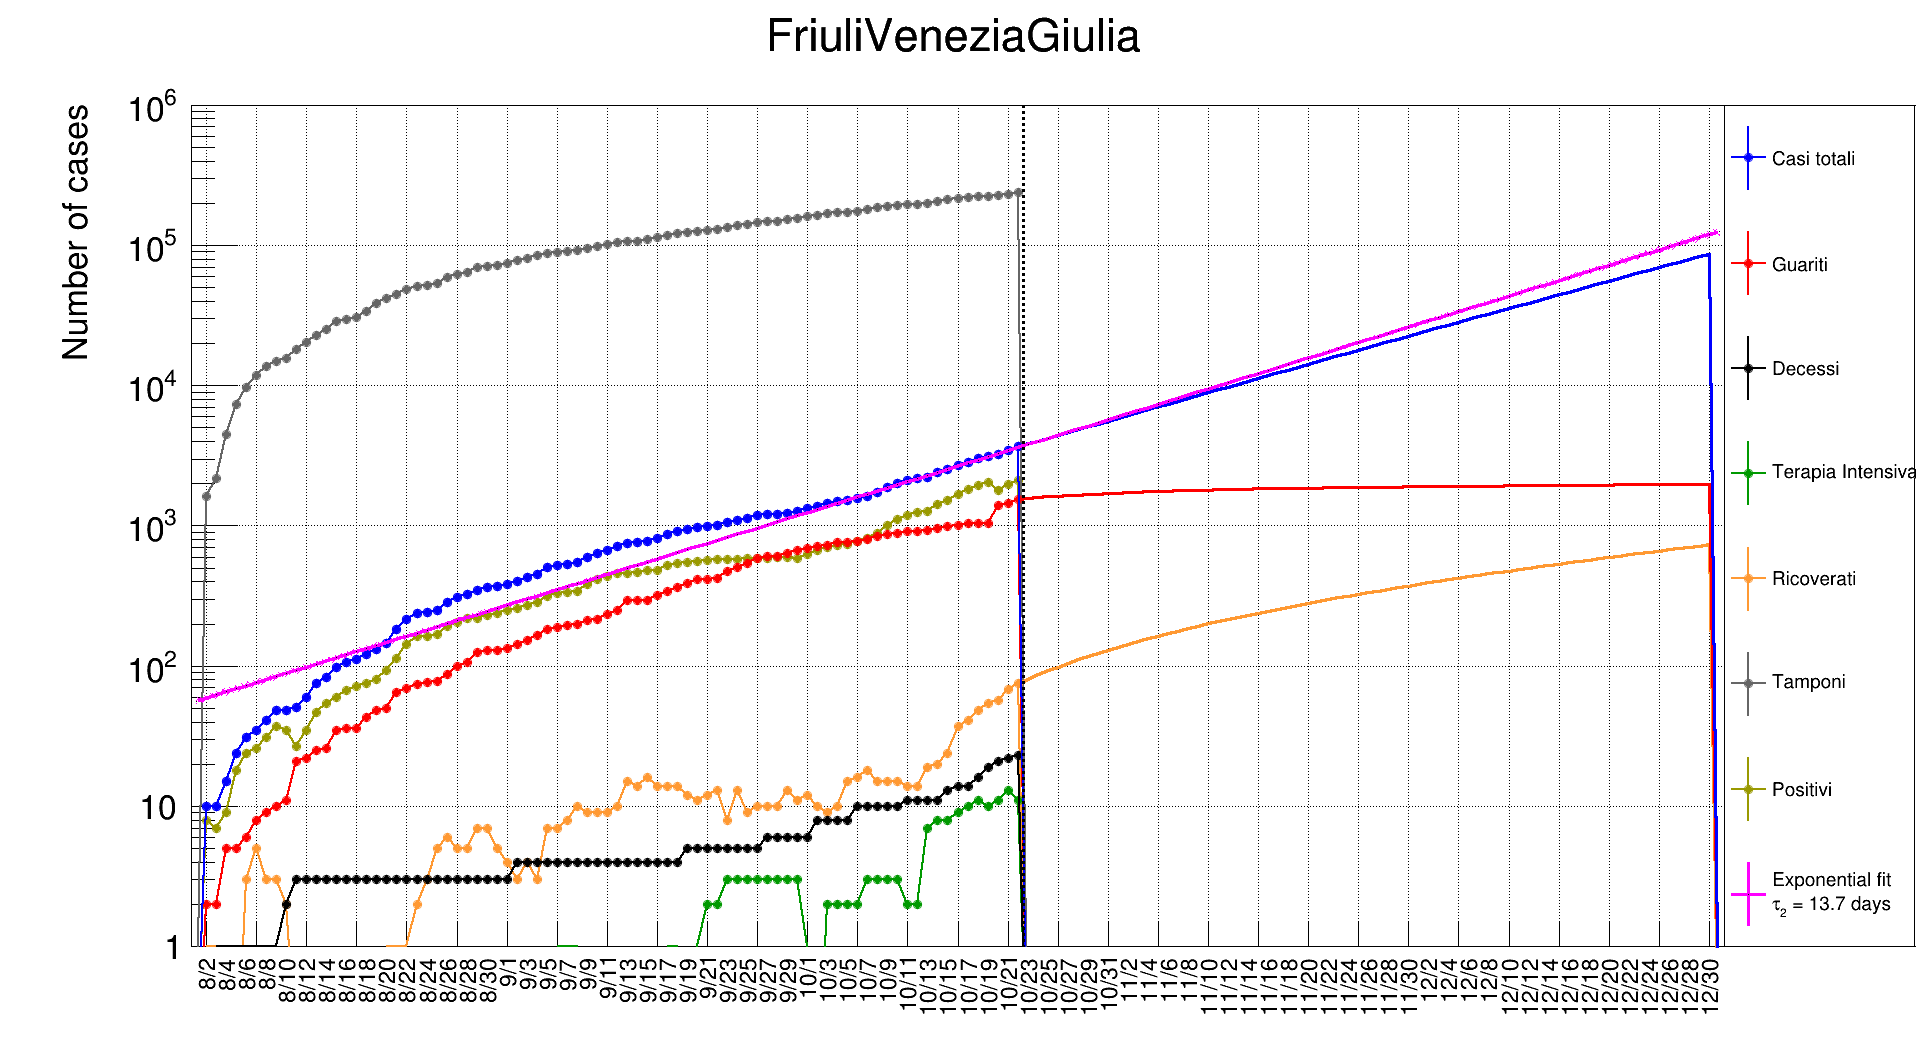 FriuliVeneziaGiulia
Number of cases
10^6
10^5
10^4
10^3
10^2
10
1
8/2 8/4 8/6 8/8 8/10 8/12 8/14 8/16 8/18 8/20 8/22 8/24 8/26 8/28 8/30 9/1 9/3 9/5 9/7 9/9 9/11 9/13 9/15 9/17 9/19 9/21 9/23 9/25 9/27 9/29 10/1 10/3 10/5 10/7 10/9 10/11 10/13 10/15 10/17 10/19 10/21 10/23 10/25 10/27 10/29 10/31 11/2 11/4 11/6 11/8 11/10 11/12 11/14 11/16 11/18 11/20 11/22 11/24 11/26 11/28 11/30 12/2 12/4 12/6 12/8 12/10 12/12 12/14 12/16 12/18 12/20 12/22 12/24 12/26 12/28 12/30
Casi totali
Guariti
Decessi
Terapia Intensiva
Ricoverati
Tamponi
Positivi
Exponential fit
τ₂ = 13.7 days